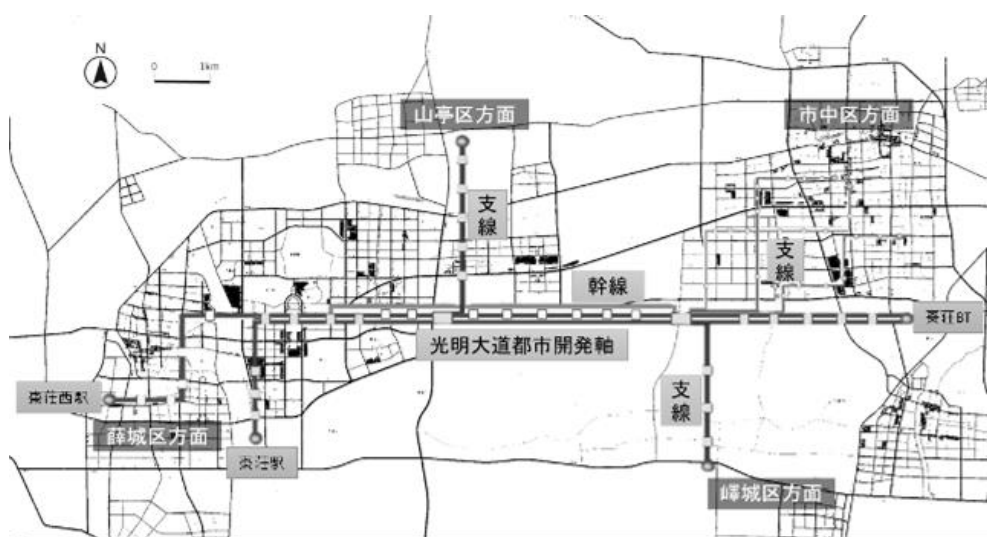 N
0 1km
山亭区方面
市中区方面
支線
支線
幹線
棗荘BT
光明大道都市開発軸
支線
棗荘西駅
薛城区方面
棗荘駅
嶧城区方面